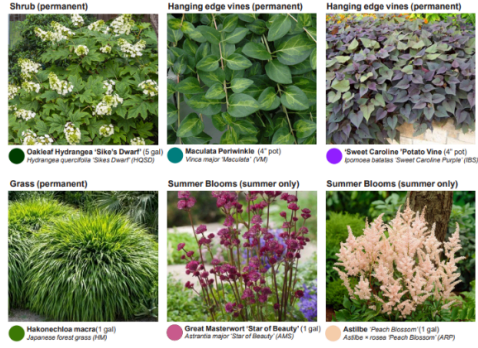 Shrub (permanent)
Hanging edge vines (permanent)
Hanging edge vines (permanent)
Oakleaf Hydrangea 'Sike's Dwarf' (5 gal)
Hydrangea quercifolia 'Sikes Dwarf' (HQSD)
Maculata Periwinkle (4" pot)
Vinca major 'Maculata' (VM)
'Sweet Caroline 'Potato Vine (4" pot)
Ipomoea batatas 'Sweet Caroline Purple' (IBS)
Grass (permanent)
Summer Blooms (summer only)
Summer Blooms (summer only)
Hakonechloa macra(1 gal)
Japanese forest grass (HM)
Great Masterwort 'Star of Beauty' (1 gal)
Astrantia major 'Star of Beauty' (AMS)
Astilbe 'Peach Blossom' (1 gal)
Astilbe × rosea 'Peach Blossom' (ARP)